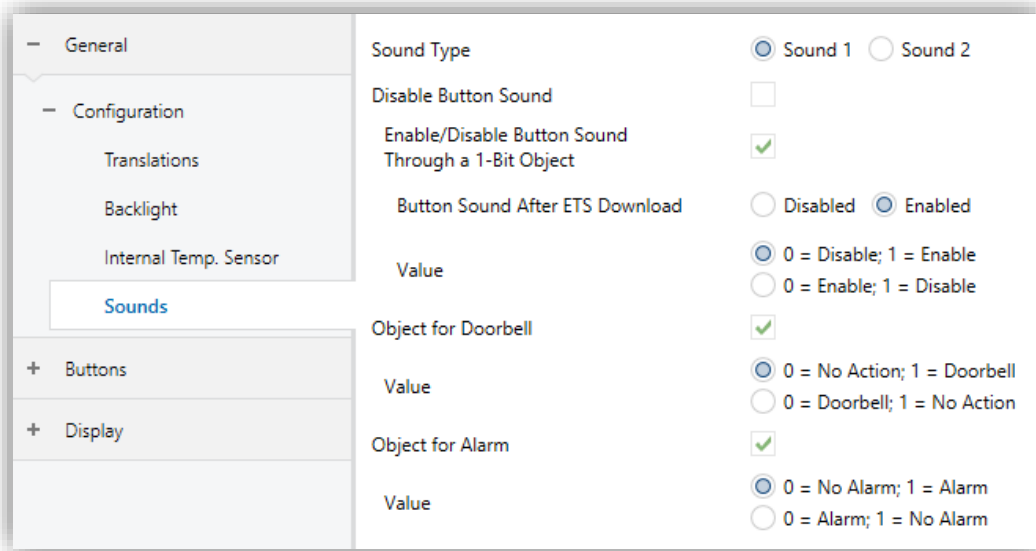 − General
− Configuration
Translations
Backlight
Internal Temp. Sensor
Sounds
+ Buttons
+ Display
Sound Type
Sound 1 Sound 2
Disable Button Sound
Enable/Disable Button Sound
Through a 1-Bit Object
Button Sound After ETS Download
Disabled Enabled
Value
0 = Disable; 1 = Enable
0 = Enable; 1 = Disable
Object for Doorbell
Value
0 = No Action; 1 = Doorbell
0 = Doorbell; 1 = No Action
Object for Alarm
Value
0 = No Alarm; 1 = Alarm
0 = Alarm; 1 = No Alarm